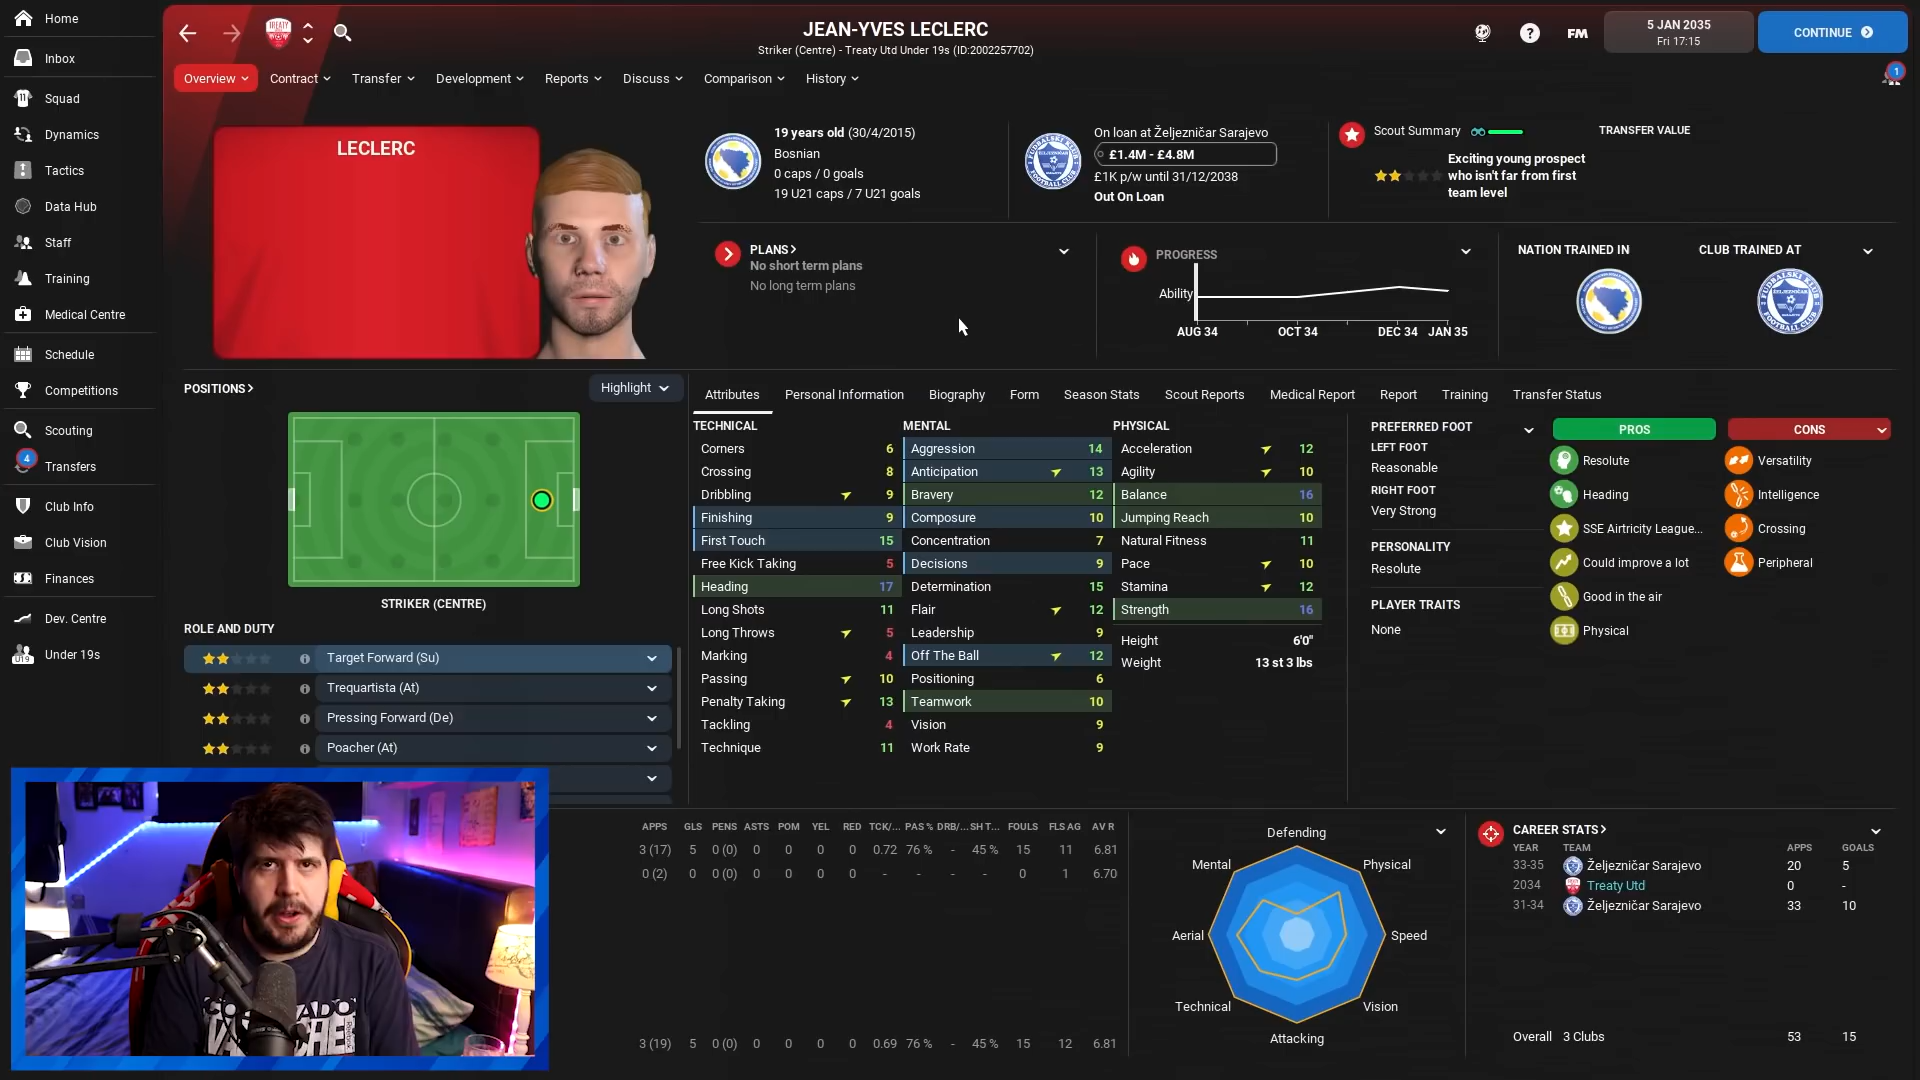 Home
Inbox
Squad
Dynamics
Tactics
Data Hub
Staff
Training
Medical Centre
Schedule
Competitions
Scouting
4
Transfers
Club Info
Club Vision
Finances
Dev. Centre
U19
Under 19s
JEAN-YVES LECLERC
Striker (Centre) - Treaty Utd Under 19s (ID:2002257702)
FM
5 JAN 2035
Fri 17:15
CONTINUE
1
Overview
Contract
Transfer
Development
Reports
Discuss
Comparison
History
LECLERC
19 years old (30/4/2015)
Bosnian
0 caps / 0 goals
19 U21 caps / 7 U21 goals
On loan at Željezničar Sarajevo
£1.4M - £4.8M
£1K p/w until 31/12/2038
Out On Loan
Scout Summary
Exciting young prospect
who isn't far from first
team level
TRANSFER VALUE
PLANS
No short term plans
No long term plans
PROGRESS
Ability
AUG 34 OCT 34 DEC 34 JAN 35
NATION TRAINED IN
CLUB TRAINED AT
POSITIONS
Highlight
STRIKER (CENTRE)
ROLE AND DUTY
Target Forward (Su)
Trequartista (At)
Pressing Forward (De)
Poacher (At)
Attributes Personal Information Biography Form Season Stats Scout Reports Medical Report Report Training Transfer Status
TECHNICAL
Corners 6
Crossing 8
Dribbling 9
Finishing 9
First Touch 15
Free Kick Taking 5
Heading 17
Long Shots 11
Long Throws 5
Marking 4
Passing 10
Penalty Taking 13
Tackling 4
Technique 11
MENTAL
Aggression 14
Anticipation 13
Bravery 12
Composure 10
Concentration 7
Decisions 9
Determination 15
Flair 12
Leadership 9
Off The Ball 12
Positioning 6
Teamwork 10
Vision 9
Work Rate 9
PHYSICAL
Acceleration 12
Agility 10
Balance 16
Jumping Reach 10
Natural Fitness 11
Pace 10
Stamina 12
Strength 16
Height 6'0"
Weight 13 st 3 lbs
PREFERRED FOOT
LEFT FOOT
Reasonable
RIGHT FOOT
Very Strong
PERSONALITY
Resolute
PLAYER TRAITS
None
PROS
Resolute
Heading
SSE Airtricity League...
Could improve a lot
Good in the air
Physical
CONS
Versatility
Intelligence
Crossing
Peripheral
APPS GLS PENS ASTS POM YEL RED TCK/... PAS % DRB/... SH T... FOULS FLS AG AV R
3 (17) 5 0 (0) 0 0 0 0 0.72 76 % - 45 % 15 11 6.81
0 (2) 0 0 (0) 0 0 0 0 - - - - 0 1 6.70
3 (19) 5 0 (0) 0 0 0 0 0.69 76 % - 45 % 15 12 6.81
Defending
Mental
Physical
Aerial
Speed
Technical
Vision
Attacking
CAREER STATS
YEAR TEAM APPS GOALS
33-35 Željezničar Sarajevo 20 5
2034 Treaty Utd 0 -
31-34 Željezničar Sarajevo 33 10
Overall 3 Clubs 53 15